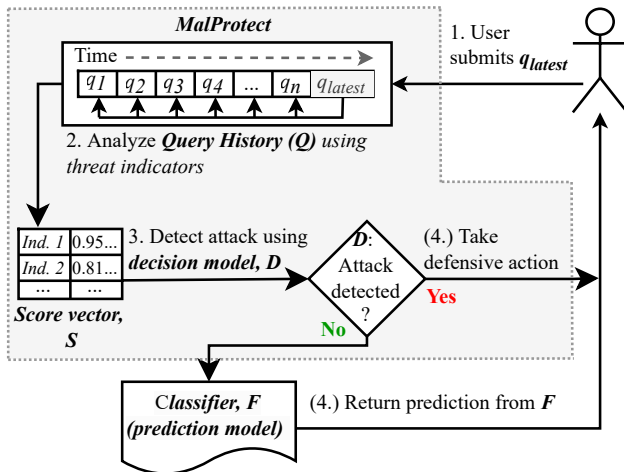 MalProtect
1. User
submits q_latest
Time
q1 q2 q3 q4 ... qn qlatest
2. Analyze Query History (Q) using
threat indicators
Ind. 1 0.95...
Ind. 2 0.81...
... ...
Score vector,
S
3. Detect attack using
decision model, D
D:
Attack
detected
?
(4.) Take
defensive action
Yes
No
Classifier, F
(prediction model)
(4.) Return prediction from F